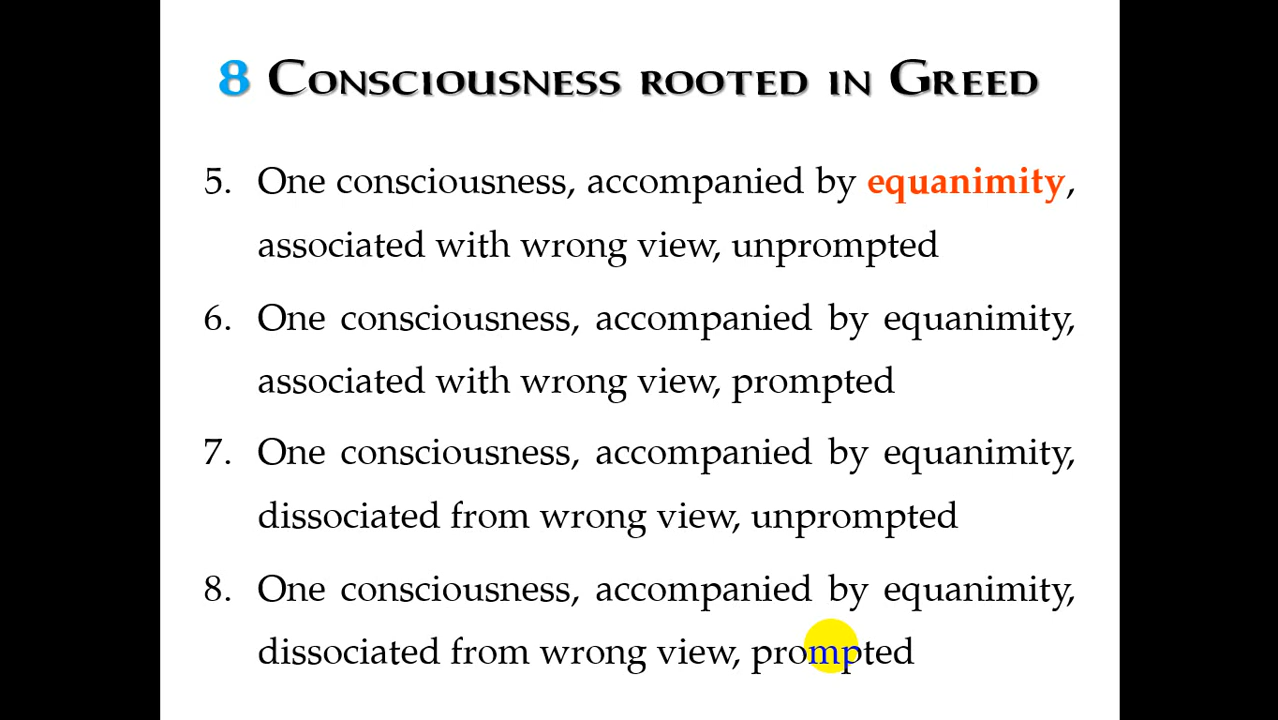 8 Consciousness rooted in Greed
5. One consciousness, accompanied by equanimity,
associated with wrong view, unprompted
6. One consciousness, accompanied by equanimity,
associated with wrong view, prompted
7. One consciousness, accompanied by equanimity,
dissociated from wrong view, unprompted
8. One consciousness, accompanied by equanimity,
dissociated from wrong view, prompted